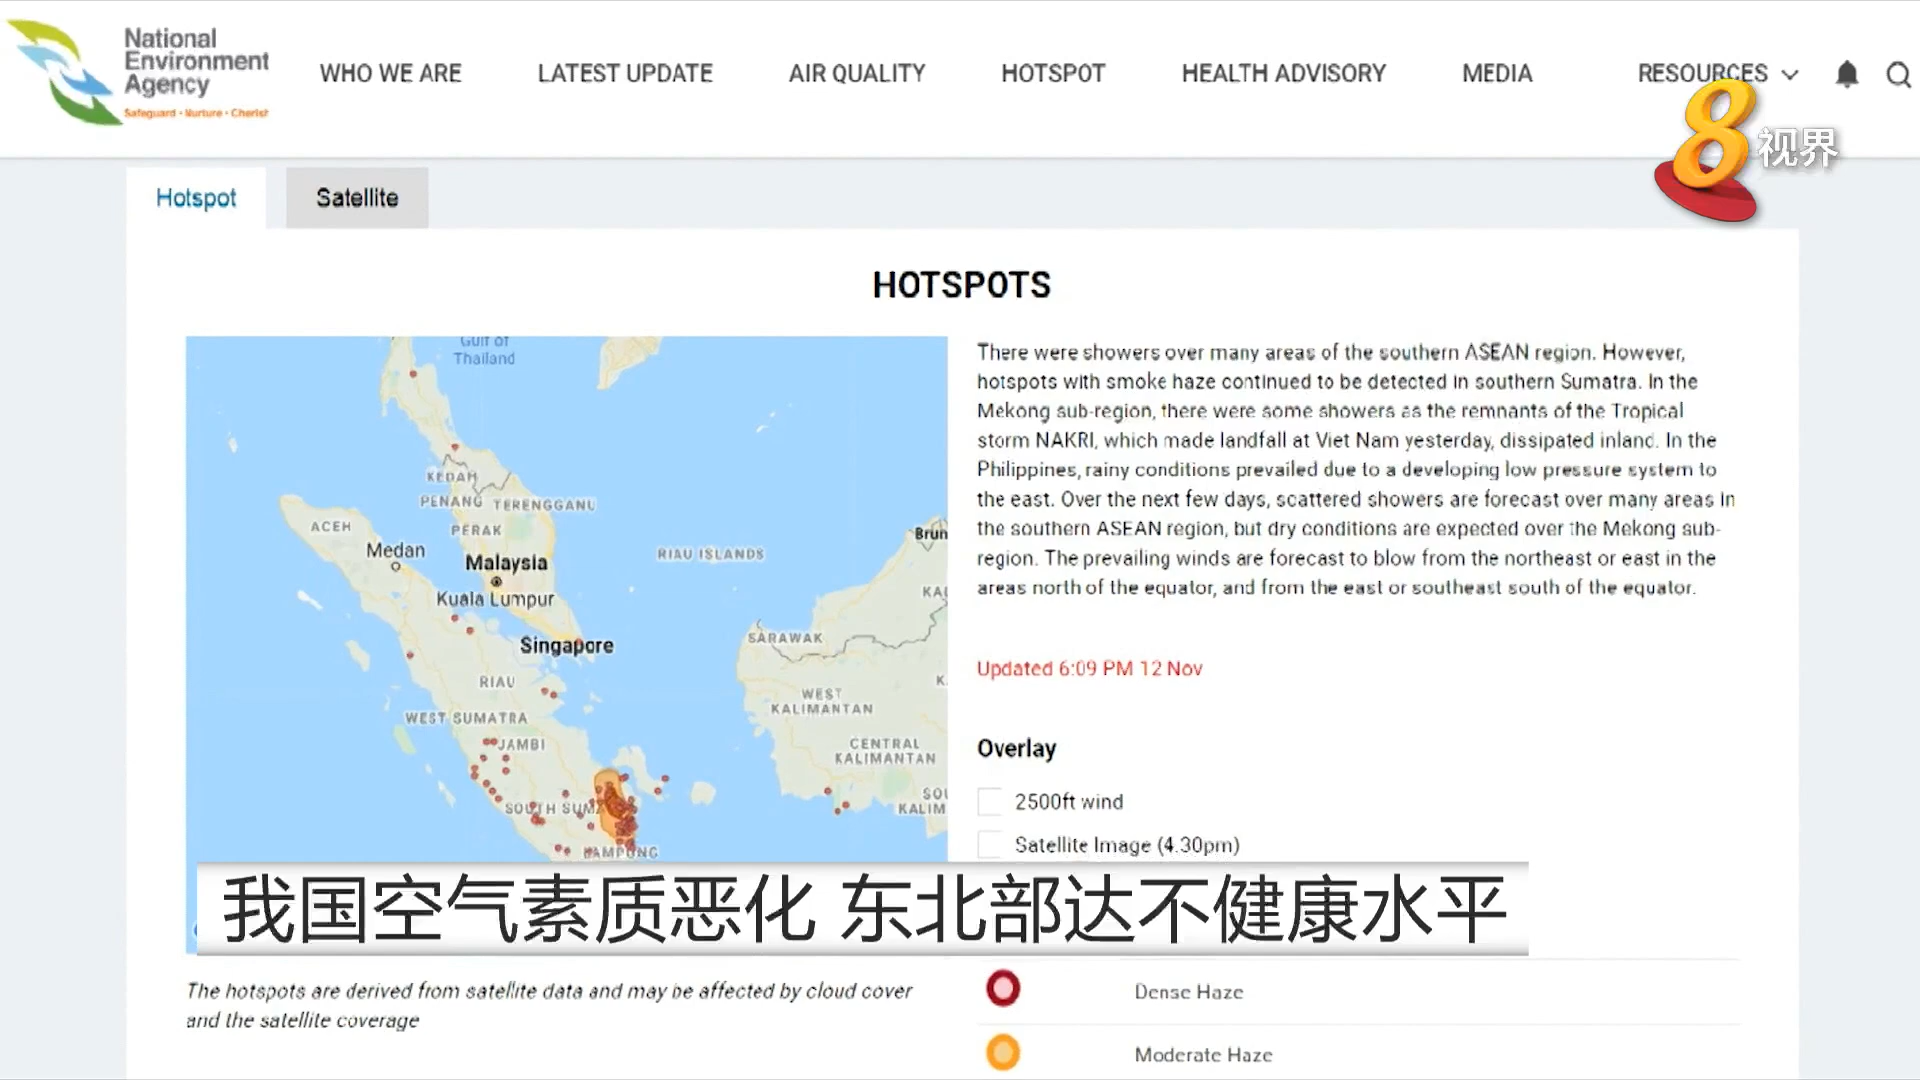 National
Environment
Agency
Safeguard · Nurture · Cherish
WHO WE ARE
LATEST UPDATE
AIR QUALITY
HOTSPOT
HEALTH ADVISORY
MEDIA
RESOURCES
8视界
Hotspot
Satellite
HOTSPOTS
Gulf of
Thailand
KEDAH
PENANG
TERENGGANU
PERAK
ACEH
Medan
Malaysia
Kuala Lumpur
RIAU ISLANDS
Singapore
Brun
KAL
SARAWAK
RIAU
WEST SUMATRA
JAMBI
WEST
KALIMANTAN
K
CENTRAL
KALIMANTAN
SOU
KALIM
SOUTH SUMA
LAMPUNG
There were showers over many areas of the southern ASEAN region. However,
hotspots with smoke haze continued to be detected in southern Sumatra. In the
Mekong sub-region, there were some showers as the remnants of the Tropical
storm NAKRI, which made landfall at Viet Nam yesterday, dissipated inland. In the
Philippines, rainy conditions prevailed due to a developing low pressure system to
the east. Over the next few days, scattered showers are forecast over many areas in
the southern ASEAN region, but dry conditions are expected over the Mekong sub-
region. The prevailing winds are forecast to blow from the northeast or east in the
areas north of the equator, and from the east or southeast south of the equator.
Updated 6:09 PM 12 Nov
Overlay
2500ft wind
Satellite Image (4.30pm)
我国空气素质恶化 东北部达不健康水平
The hotspots are derived from satellite data and may be affected by cloud cover
and the satellite coverage
Dense Haze
Moderate Haze